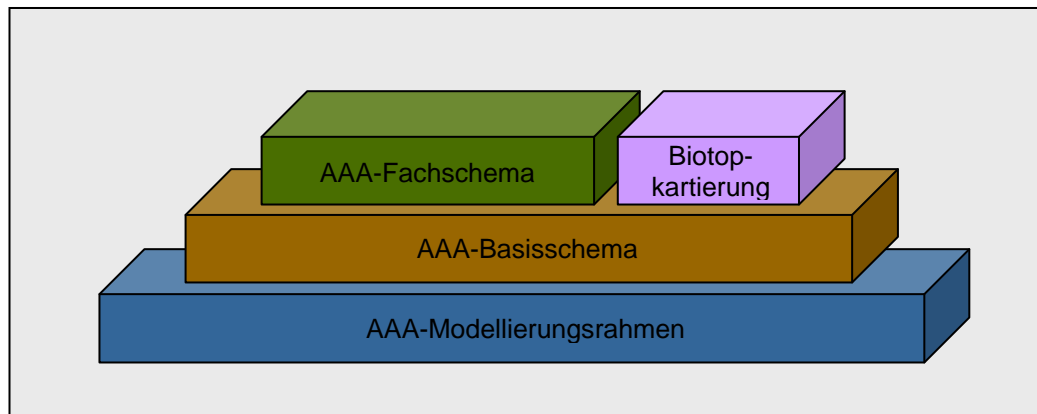 AAA-Fachschema
Biotop-
kartierung
AAA-Basisschema
AAA-Modellierungsrahmen